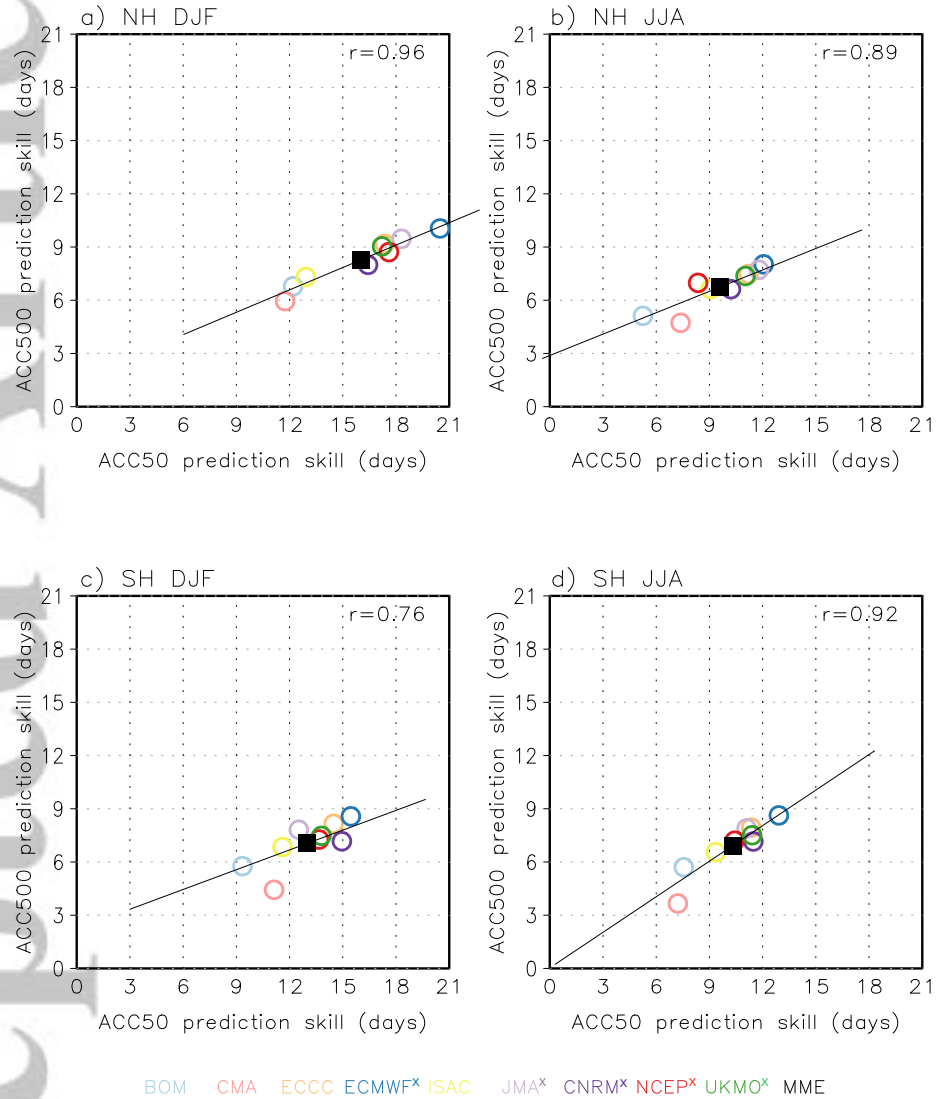 a) NH DJF
r=0.96
ACC500 prediction skill (days)
21
18
15
12
9
6
3
0
0 3 6 9 12 15 18 21
ACC50 prediction skill (days)
b) NH JJA
r=0.89
ACC500 prediction skill (days)
21
18
15
12
9
6
3
0
0 3 6 9 12 15 18 21
ACC50 prediction skill (days)
c) SH DJF
r=0.76
ACC500 prediction skill (days)
21
18
15
12
9
6
3
0
0 3 6 9 12 15 18 21
ACC50 prediction skill (days)
d) SH JJA
r=0.92
ACC500 prediction skill (days)
21
18
15
12
9
6
3
0
0 3 6 9 12 15 18 21
ACC50 prediction skill (days)
BOM CMA ECCC ECMWFˣ ISAC JMAˣ CNRMˣ NCEPˣ UKMOˣ MME